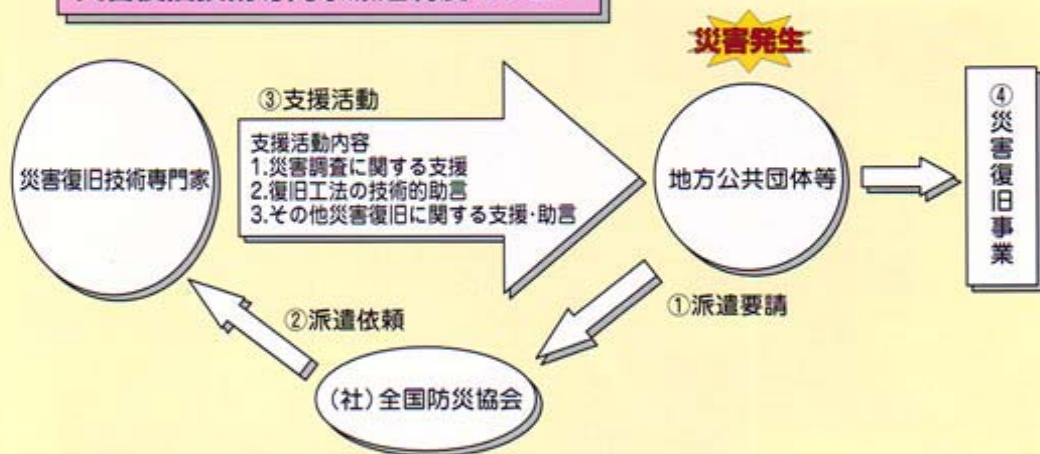 災害発生
③支援活動
支援活動内容
1.災害調査に関する支援
2.復旧工法の技術的助言
3.その他災害復旧に関する支援・助言
災害復旧技術専門家
地方公共団体等
④災害復旧事業
①派遣要請
②派遣依頼
(社)全国防災協会